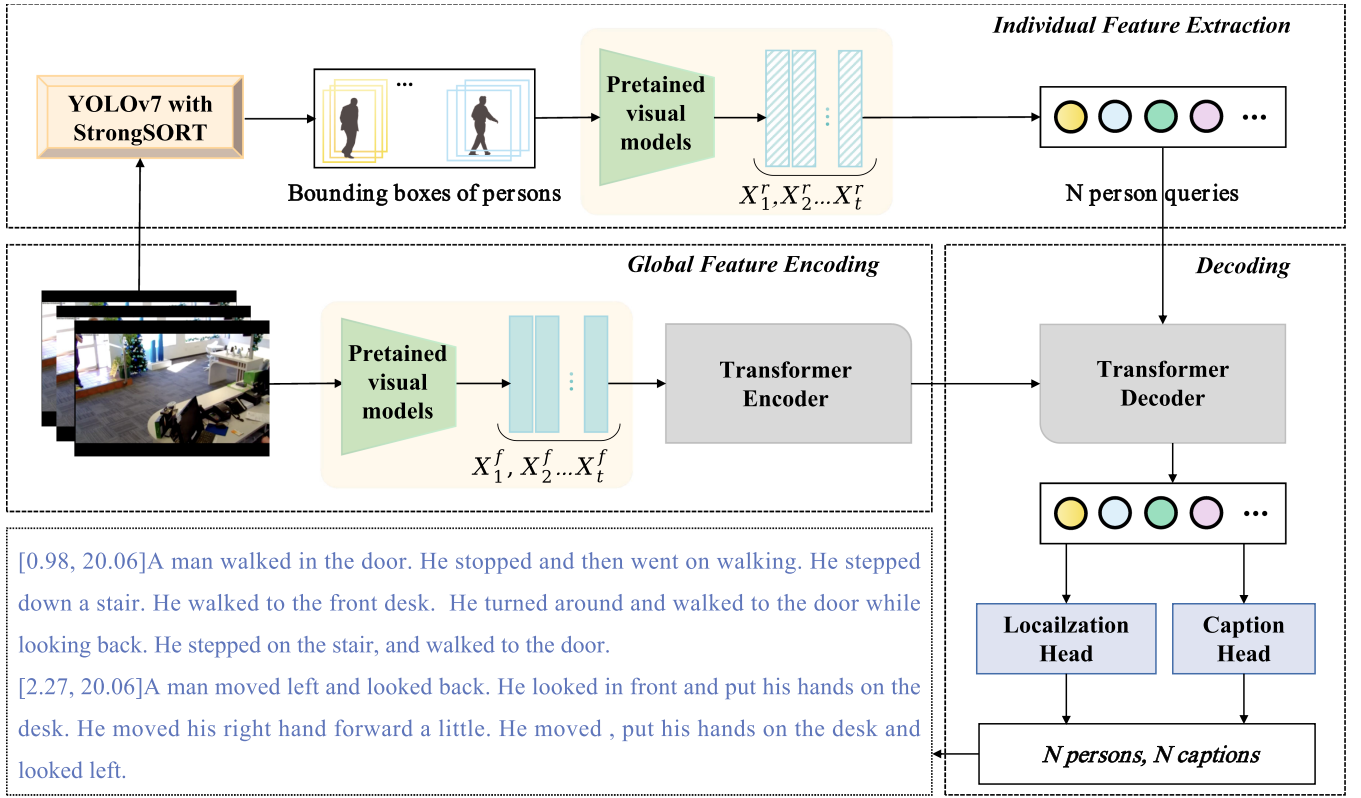 Individual Feature Extraction
YOLOv7 with
StrongSORT
...
Bounding boxes of persons
Pretained
visual
models
X_1^r, X_2^r ... X_t^r
...
N person queries
Global Feature Encoding
Pretained
visual
models
X_1^f, X_2^f ... X_t^f
Transformer
Encoder
Decoding
Transformer
Decoder
...
Locailzation
Head
Caption
Head
N persons, N captions
[0.98, 20.06]A man walked in the door. He stopped and then went on walking. He stepped
down a stair. He walked to the front desk.  He turned around and walked to the door while
looking back. He stepped on the stair, and walked to the door.
[2.27, 20.06]A man moved left and looked back. He looked in front and put his hands on the
desk. He moved his right hand forward a little. He moved , put his hands on the desk and
looked left.